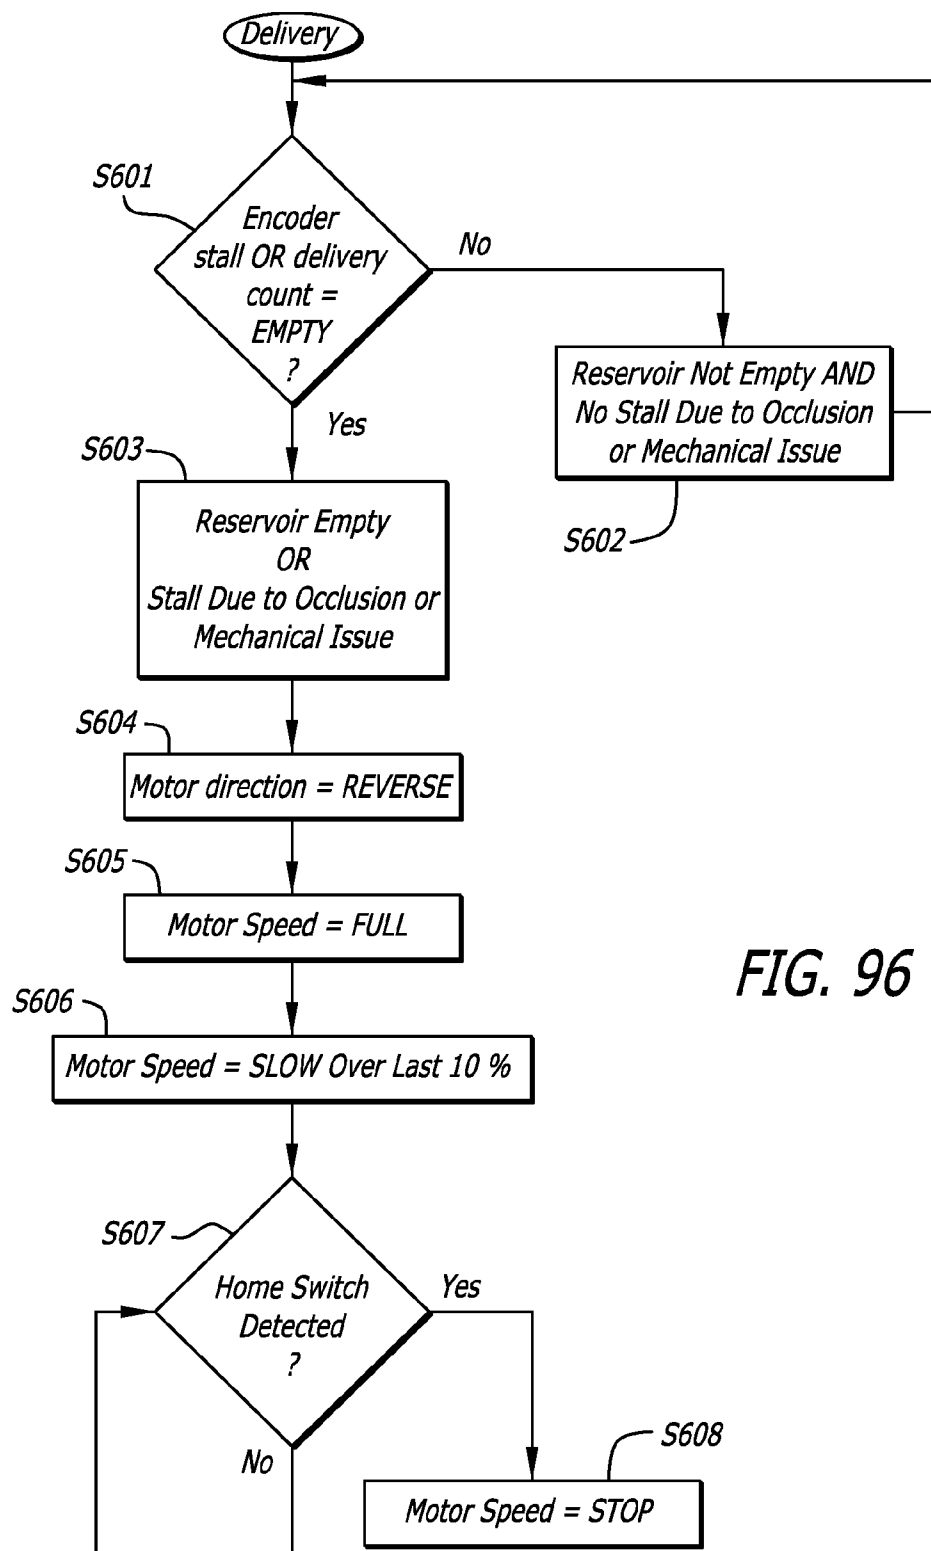 Delivery
S601
Encoder
stall OR delivery
count =
EMPTY
?
No
Yes
Reservoir Not Empty AND
No Stall Due to Occlusion
or Mechanical Issue
S602
S603
Reservoir Empty
OR
Stall Due to Occlusion or
Mechanical Issue
S604
Motor direction = REVERSE
S605
Motor Speed = FULL
FIG. 96
S606
Motor Speed = SLOW Over Last 10 %
S607
Home Switch
Detected
?
Yes
No
S608
Motor Speed = STOP